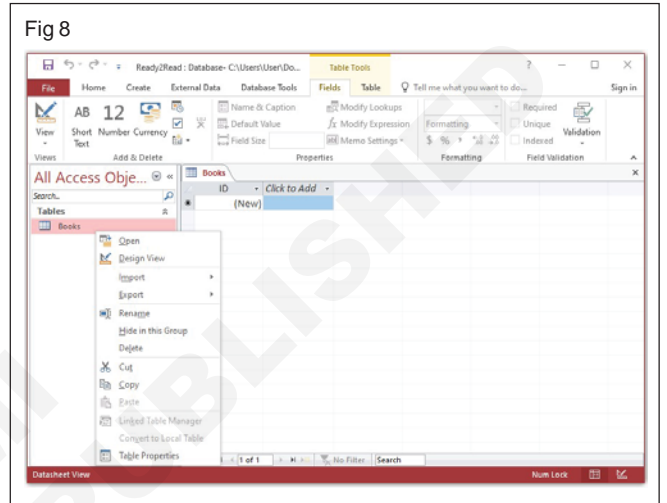 Fig 8
Ready2Read : Database- C:\Users\User\Do... Table Tools ?
File Home Create External Data Database Tools Fields Table Tell me what you want to do... Sign in
View AB Short Text 12 Number Currency
Name & Caption Modify Lookups Required
Default Value fx Modify Expression Formatting Unique Validation
Field Size ab Memo Settings $ % , Indexed
Views Add & Delete Properties Formatting Field Validation
All Access Obje... « Books ×
Search... ID Click to Add
Tables (New)
Books
Open
Design View
Import
Export
Rename
Hide in this Group
Delete
Cut
Copy
Paste
Linked Table Manager
Convert to Local Table
Table Properties
1 of 1 No Filter Search
Datasheet View Num Lock
PUBLISHED